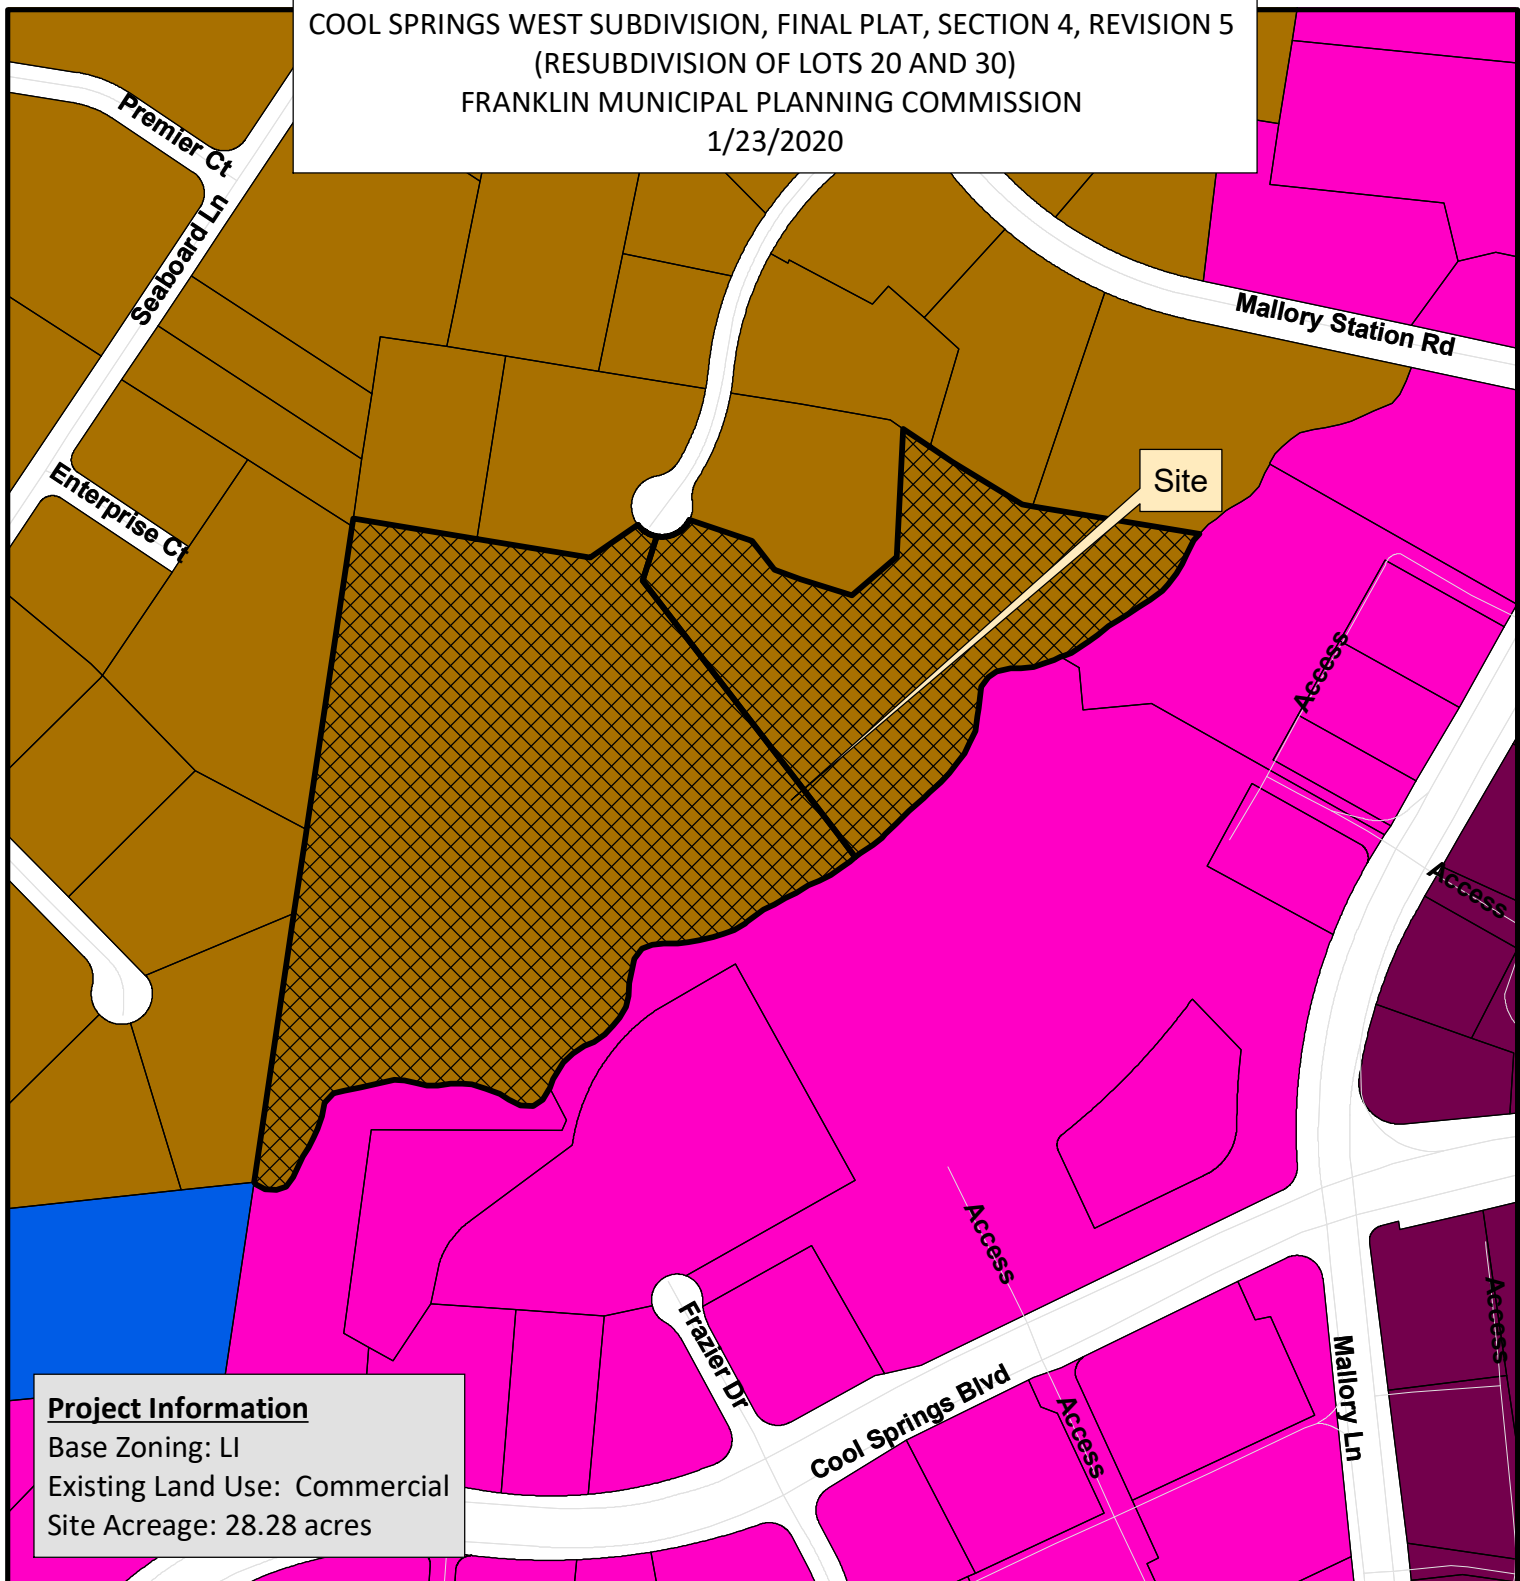 COOL SPRINGS WEST SUBDIVISION, FINAL PLAT, SECTION 4, REVISION 5
(RESUBDIVISION OF LOTS 20 AND 30)
FRANKLIN MUNICIPAL PLANNING COMMISSION
1/23/2020
Premier Ct
Seaboard Ln
Mallory Station Rd
Site
Enterprise Ct
Access
Access
Access
Access
Frazier Dr
Mallory Ln
Cool Springs Blvd
Access
Project Information
Base Zoning: LI
Existing Land Use: Commercial
Site Acreage: 28.28 acres